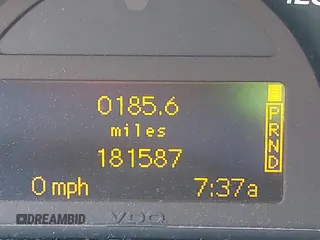 0185.6
miles
181587
0 mph 7:37a
P
R
N
D
DREAMBID VDO